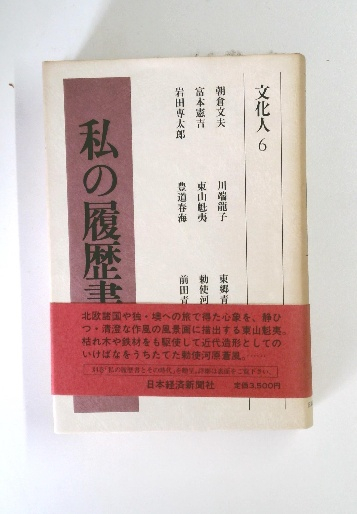 文化人 6
朝倉文夫 川端龍子 東郷青
富本憲吉 東山魁夷 勅使河
岩田専太郎 豊道春海 前田青
私の履歴書
北欧諸国や独・墺への旅で得た心象を、静ひ
つ・清澄な作風の風景画に描出する東山魁夷。
枯れ木や鉄材をも駆使して近代造形としての
いけばなをうちたてた勅使河原蒼風。……
日本経済新聞社 定価3,500円